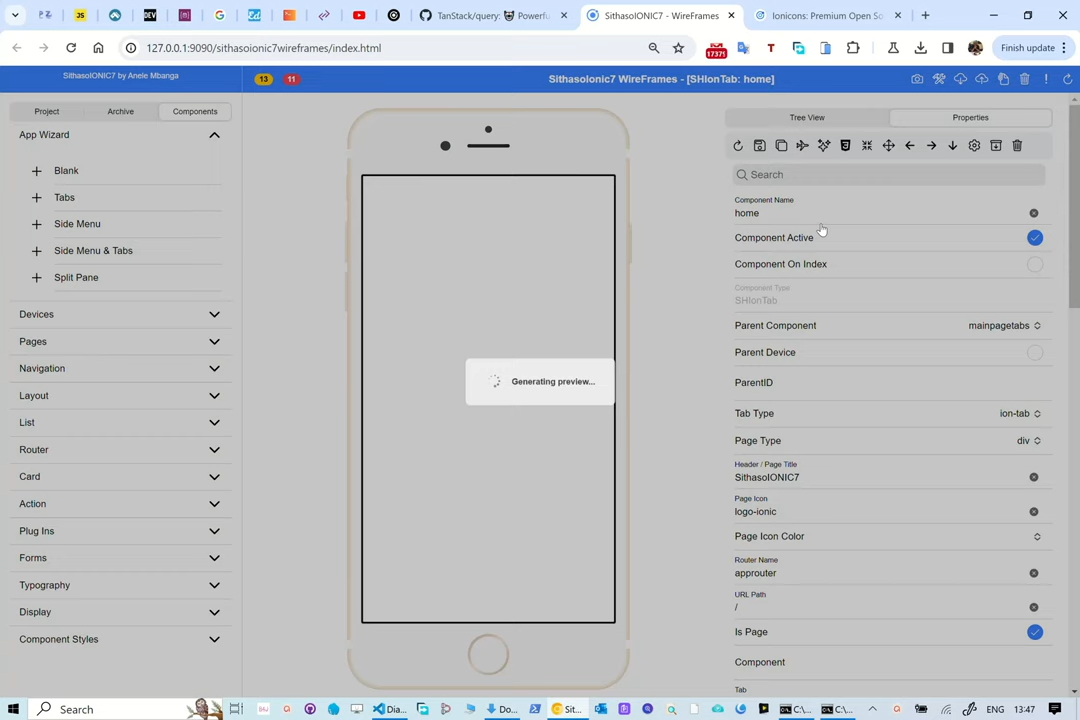 TanStack/query: 🤖 Powerfu
SithasoIONIC7 - WireFrames
Ionicons: Premium Open So
127.0.0.1:9090/sithasoionic7wireframes/index.html
17371
Finish update
SithasoIONIC7 by Anele Mbanga
13
11
SithasoIonic7 WireFrames - [SHIonTab: home]
Project
Archive
Components
App Wizard
Blank
Tabs
Side Menu
Side Menu & Tabs
Split Pane
Devices
Pages
Navigation
Layout
List
Router
Card
Action
Plug Ins
Forms
Typography
Display
Component Styles
Generating preview...
Tree View
Properties
Search
Component Name
home
Component Active
Component On Index
Component Type
SHIonTab
Parent Component
mainpagetabs
Parent Device
ParentID
Tab Type
ion-tab
Page Type
div
Header / Page Title
SithasoIONIC7
Page Icon
logo-ionic
Page Icon Color
Router Name
approuter
URL Path
/
Is Page
Component
Tab
Search
Dia...
Do...
Sit...
C:\...
C:\...
ENG
13:47